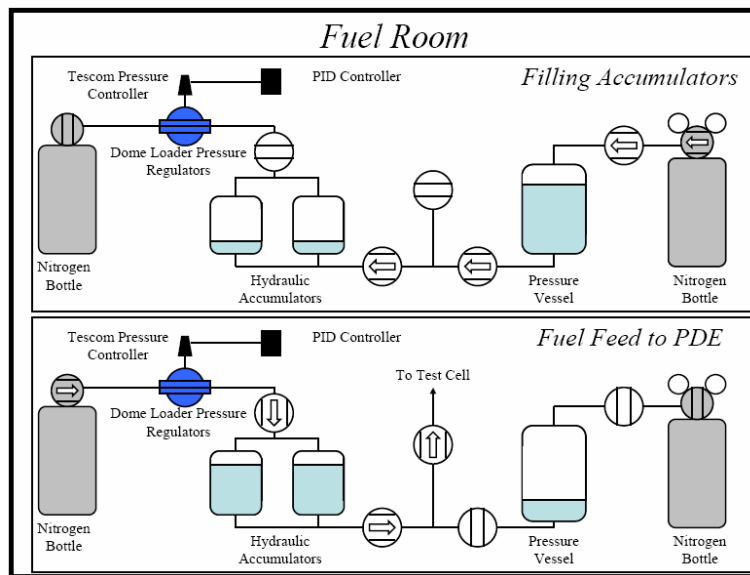 Fuel Room
Tescom Pressure
Controller
PID Controller
Filling Accumulators
Dome Loader Pressure
Regulators
Nitrogen
Bottle
Hydraulic
Accumulators
Pressure
Vessel
Nitrogen
Bottle
Tescom Pressure
Controller
PID Controller
Fuel Feed to PDE
To Test Cell
Dome Loader Pressure
Regulators
Nitrogen
Bottle
Hydraulic
Accumulators
Pressure
Vessel
Nitrogen
Bottle